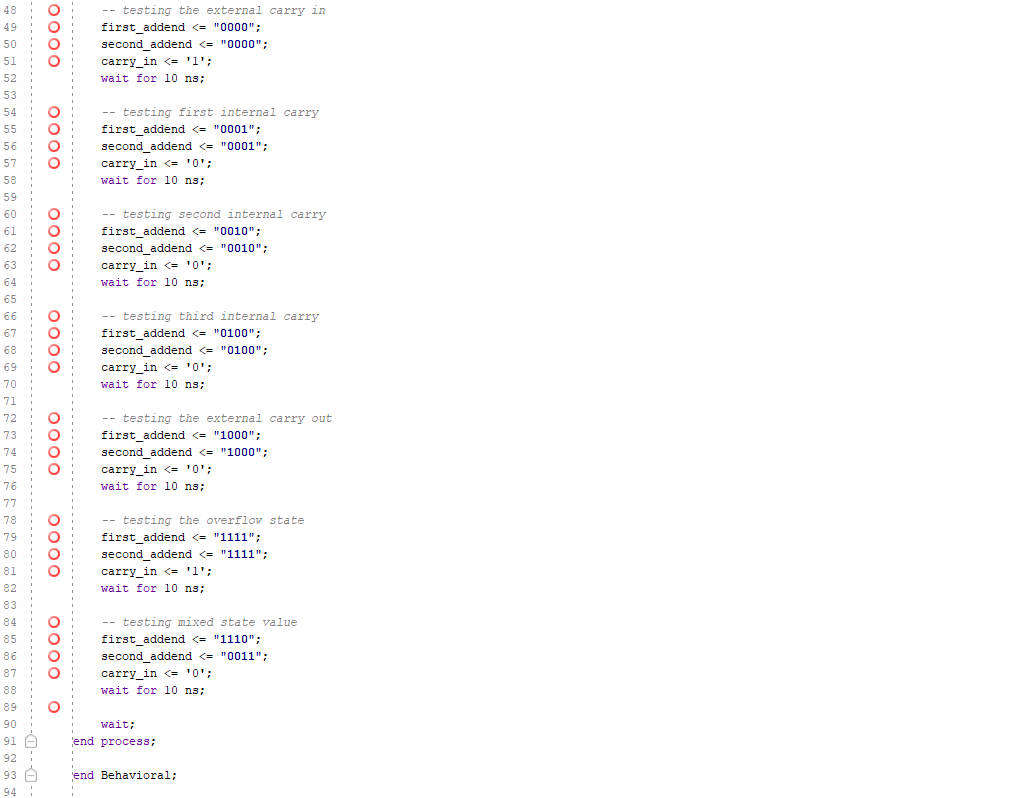 48 -- testing the external carry in
49 first_addend <= "0000";
50 second_addend <= "0000";
51 carry_in <= '1';
52 wait for 10 ns;
53
54 -- testing first internal carry
55 first_addend <= "0001";
56 second_addend <= "0001";
57 carry_in <= '0';
58 wait for 10 ns;
59
60 -- testing second internal carry
61 first_addend <= "0010";
62 second_addend <= "0010";
63 carry_in <= '0';
64 wait for 10 ns;
65
66 -- testing third internal carry
67 first_addend <= "0100";
68 second_addend <= "0100";
69 carry_in <= '0';
70 wait for 10 ns;
71
72 -- testing the external carry out
73 first_addend <= "1000";
74 second_addend <= "1000";
75 carry_in <= '0';
76 wait for 10 ns;
77
78 -- testing the overflow state
79 first_addend <= "1111";
80 second_addend <= "1111";
81 carry_in <= '1';
82 wait for 10 ns;
83
84 -- testing mixed state value
85 first_addend <= "1110";
86 second_addend <= "0011";
87 carry_in <= '0';
88 wait for 10 ns;
89
90 wait;
91 end process;
92
93 end Behavioral;
94